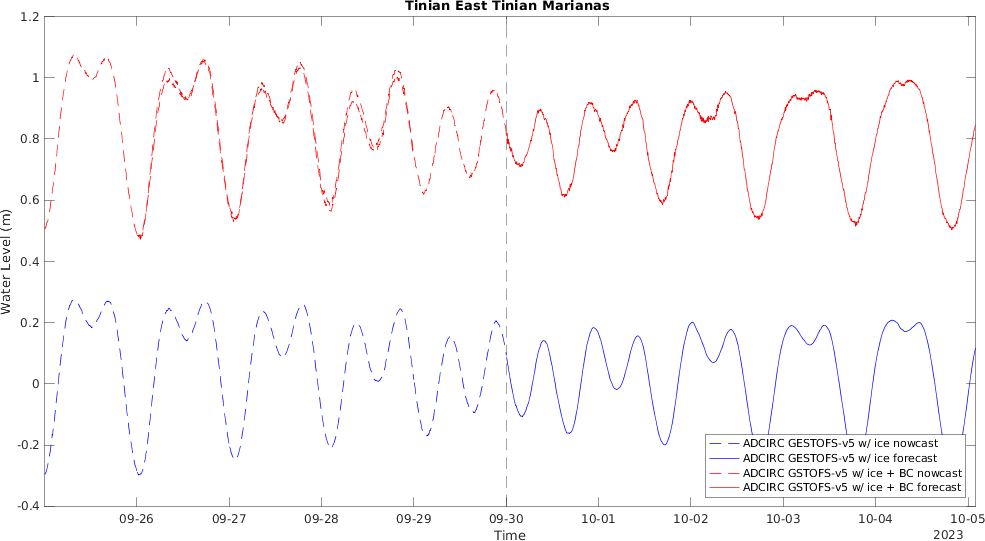 Tinian East Tinian Marianas
1.2
1
0.8
0.6
0.4
0.2
0
-0.2
-0.4
Water Level (m)
ADCIRC GESTOFS-v5 w/ ice nowcast
ADCIRC GESTOFS-v5 w/ ice forecast
ADCIRC GSTOFS-v5 w/ ice + BC nowcast
ADCIRC GSTOFS-v5 w/ ice + BC forecast
09-26 09-27 09-28 09-29 09-30 10-01 10-02 10-03 10-04 10-05
Time
2023